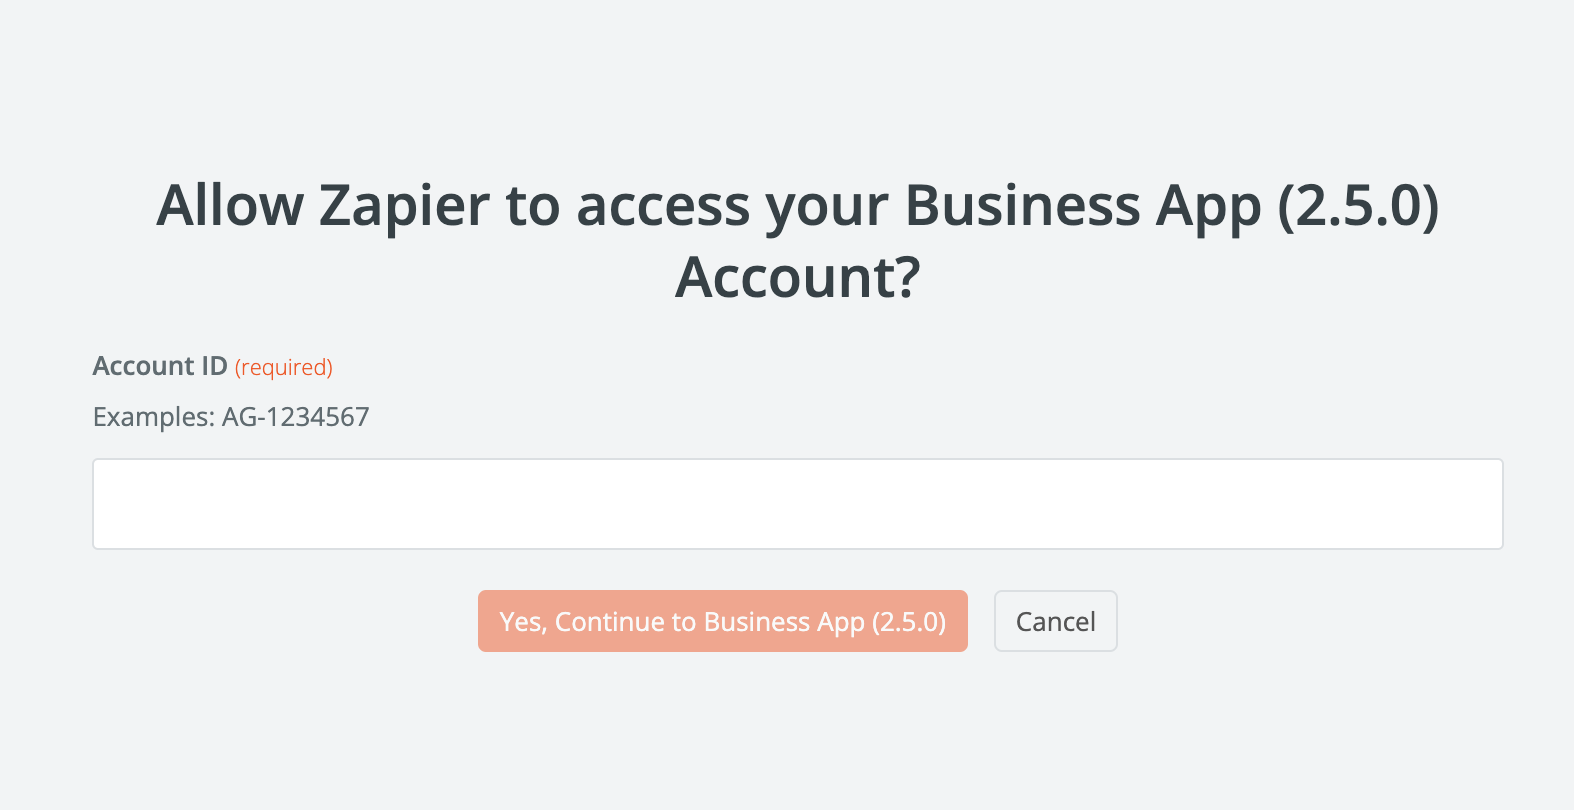 Allow Zapier to access your Business App (2.5.0)
Account?
Account ID (required)
Examples: AG-1234567
Yes, Continue to Business App (2.5.0)
Cancel